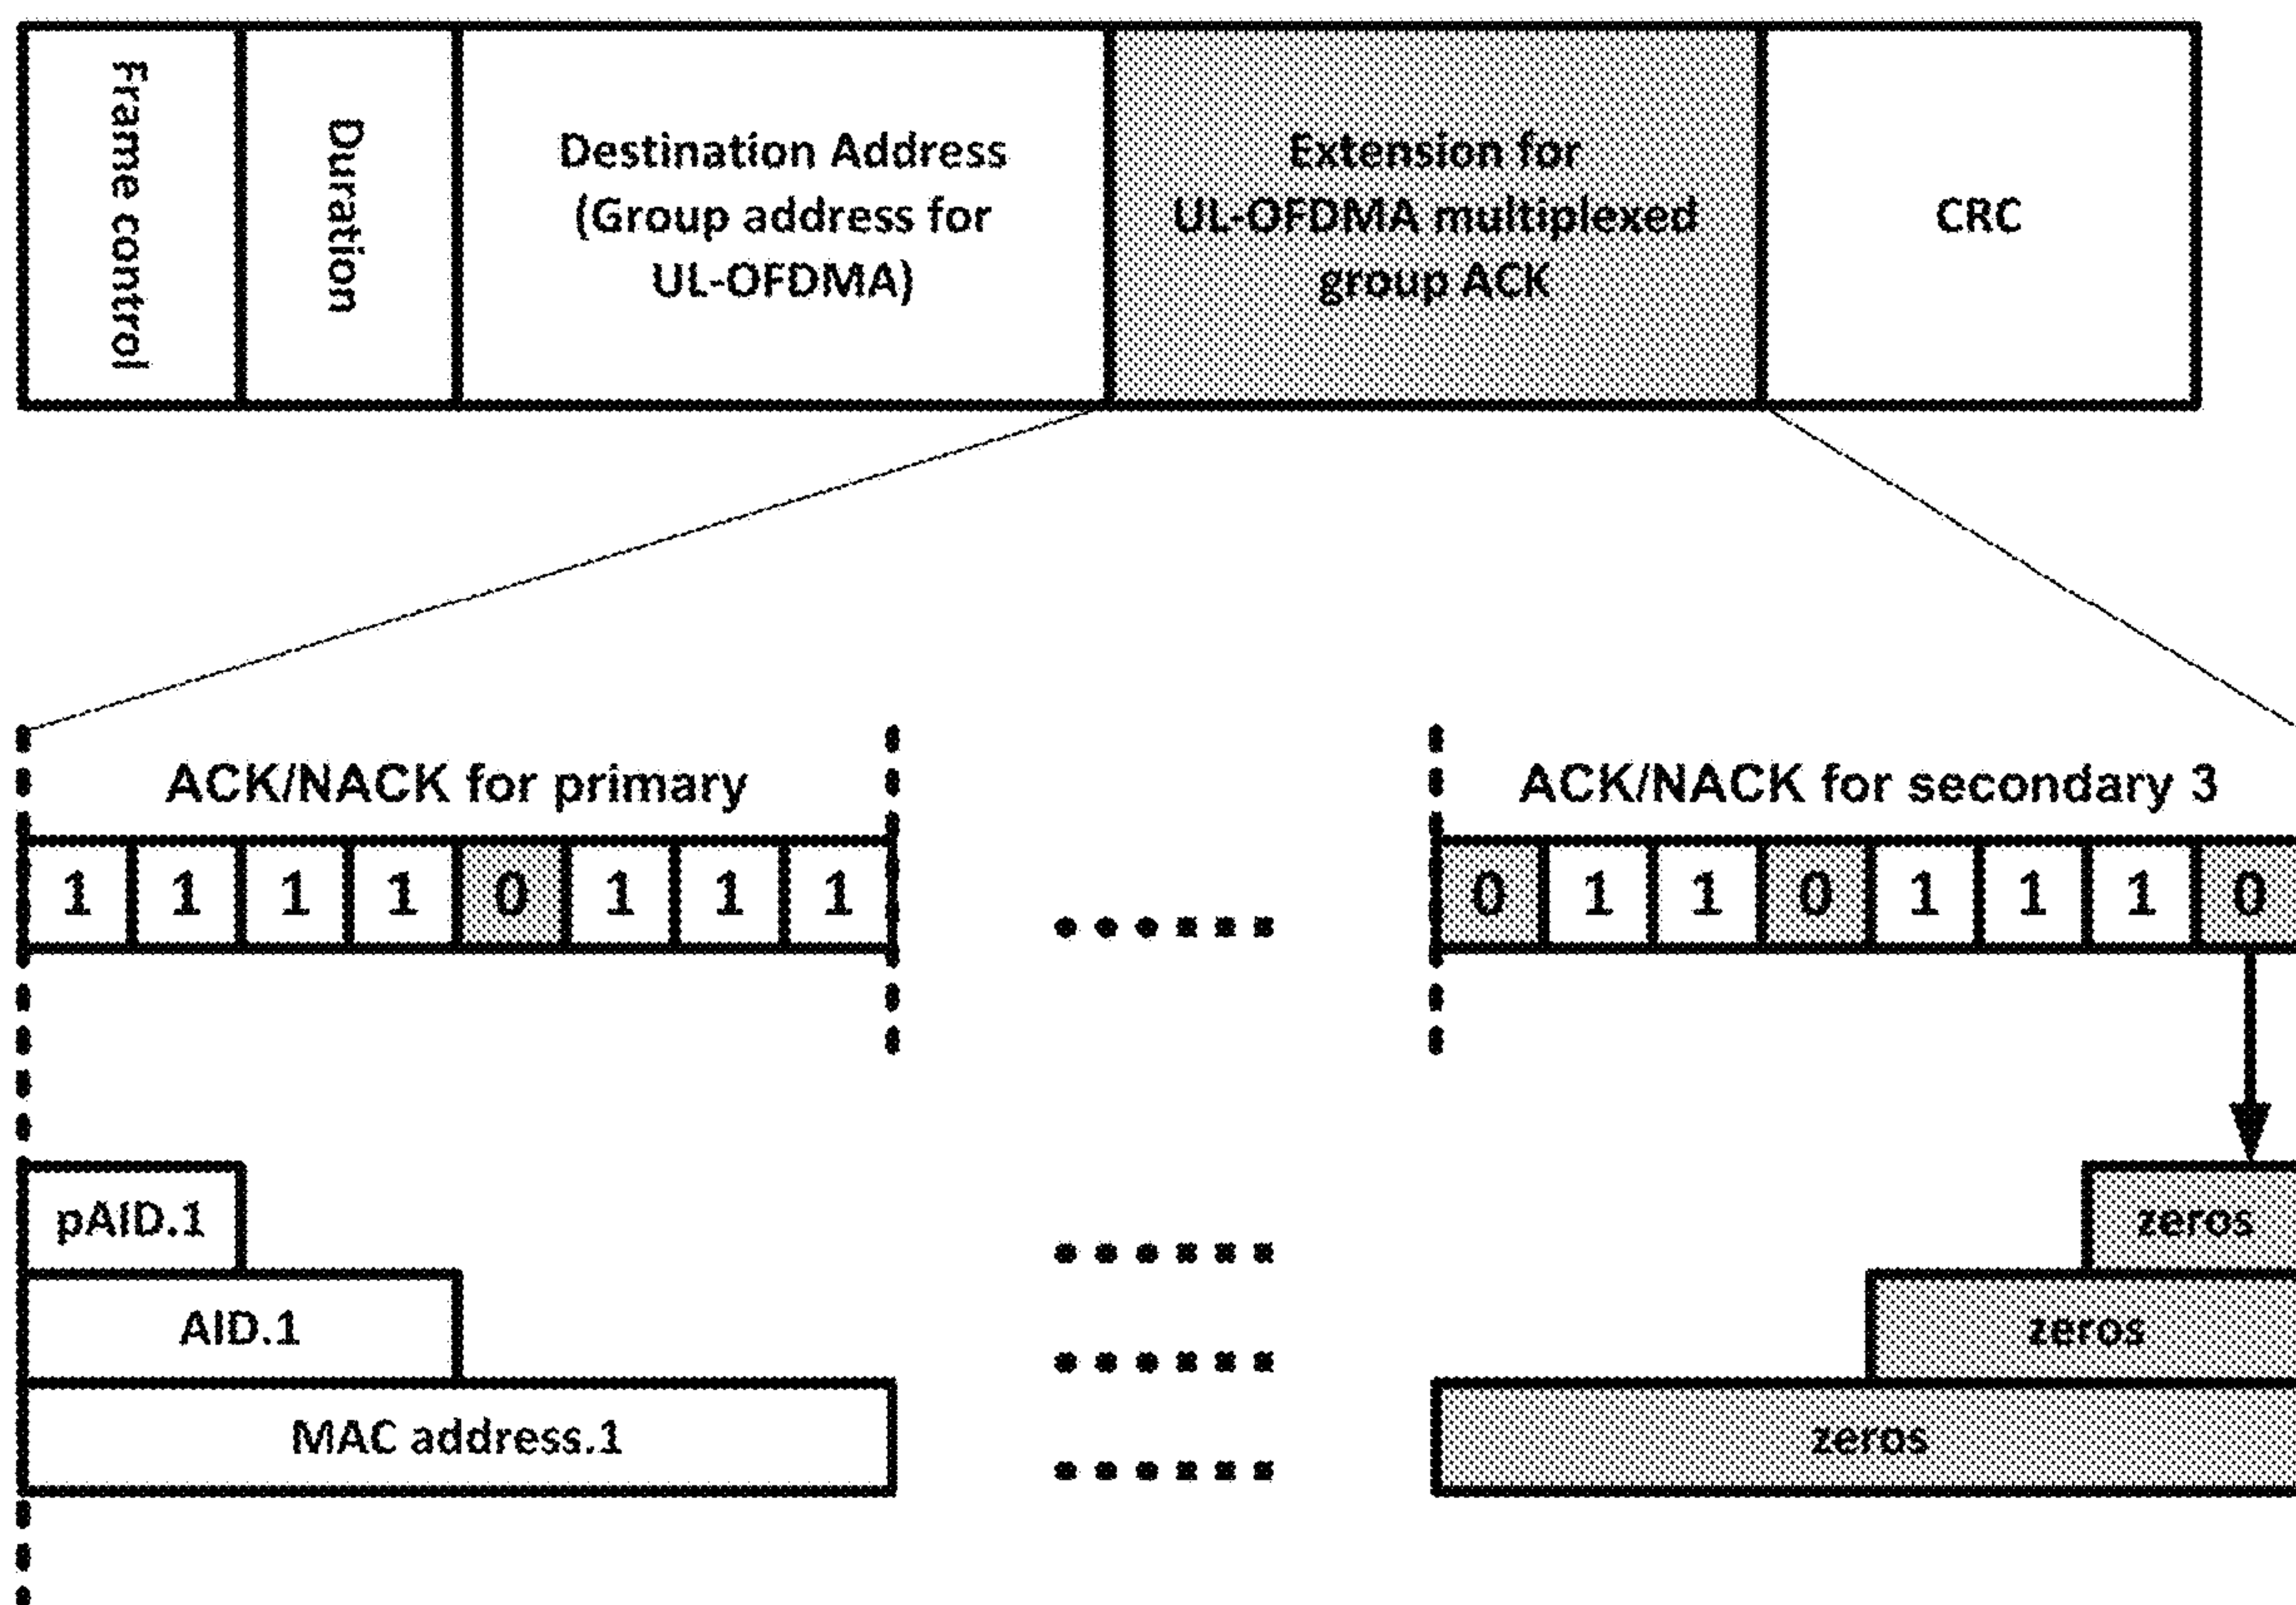 Frame control
Duration
Destination Address
(Group address for
UL-OFDMA)
Extension for
UL-OFDMA multiplexed
group ACK
CRC
ACK/NACK for primary
ACK/NACK for secondary 3
1 1 1 1 0 1 1 1
0 1 1 0 1 1 1 0
pAID.1
zeros
AID.1
zeros
MAC address.1
zeros